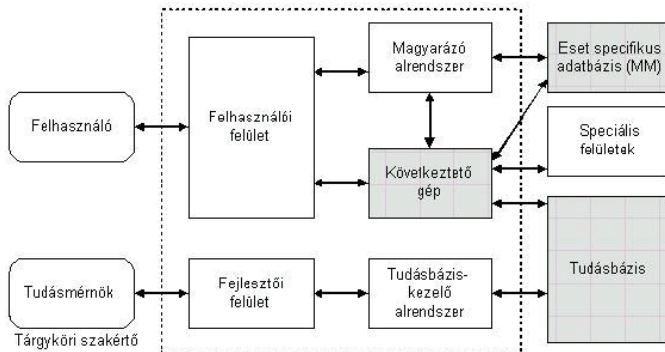 Magyarázó
alrendszer
Eset specifikus
adatbázis (MM)
Felhasználó
Felhasználói
felület
Speciális
felületek
Következtető
gép
Tudásbázis
Tudásmérnök
Fejlesztői
felület
Tudásbázis-
kezelő
alrendszer
Tárgyköri szakértő